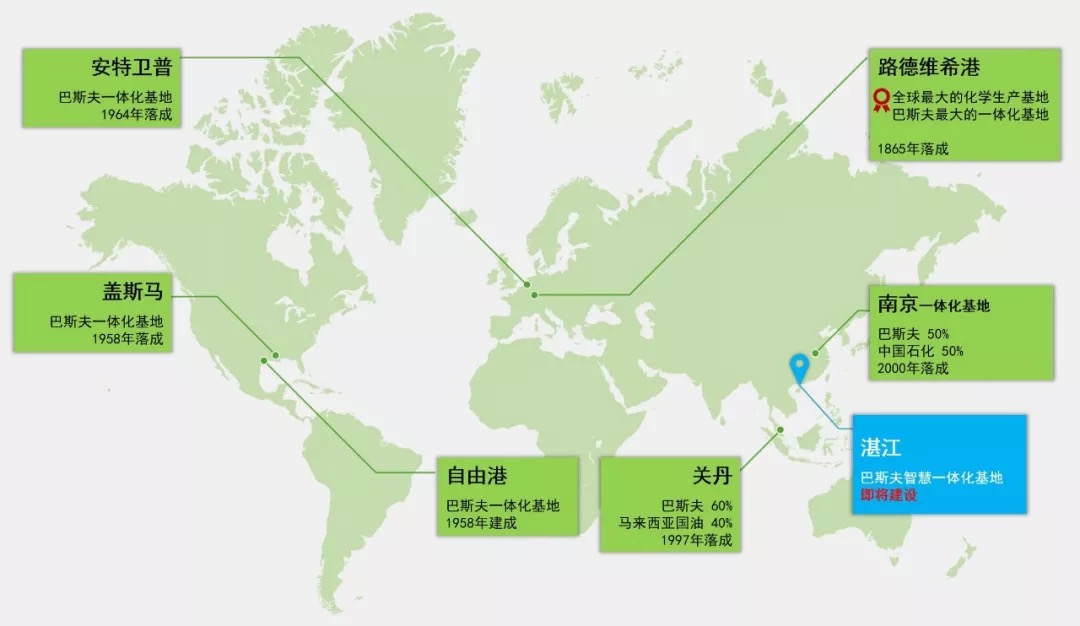 安特卫普
巴斯夫一体化基地
1964年落成
路德维希港
全球最大的化学生产基地
巴斯夫最大的一体化基地
1865年落成
盖斯马
巴斯夫一体化基地
1958年落成
南京一体化基地
巴斯夫 50%
中国石化 50%
2000年落成
湛江
巴斯夫智慧一体化基地
即将建设
自由港
巴斯夫一体化基地
1958年建成
关丹
巴斯夫 60%
马来西亚国油 40%
1997年落成